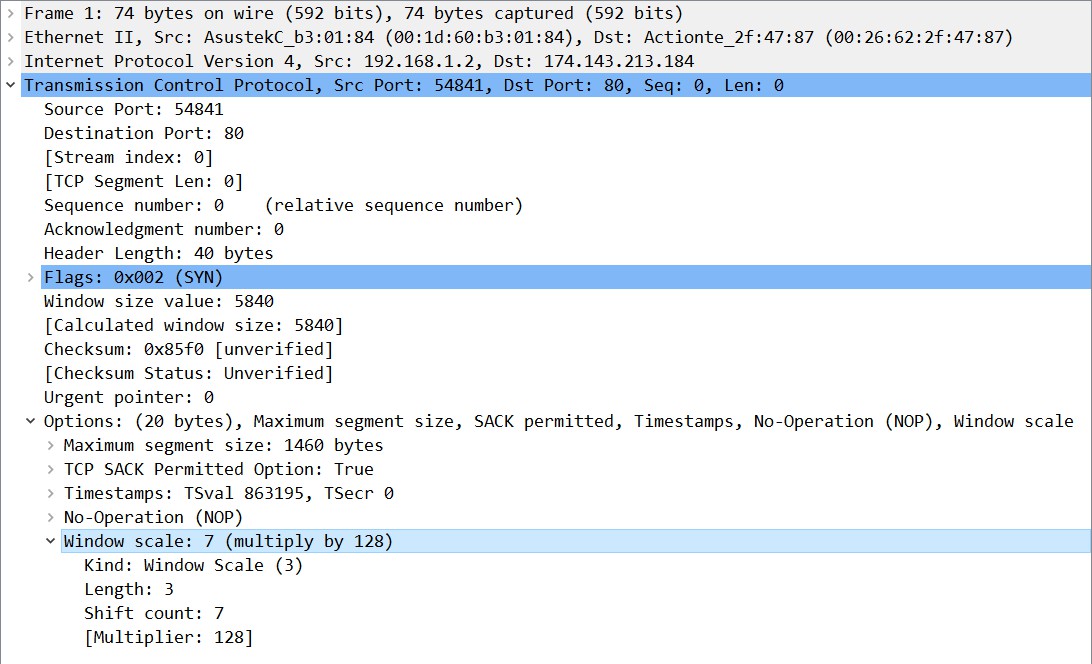 Frame 1: 74 bytes on wire (592 bits), 74 bytes captured (592 bits)
Ethernet II, Src: AsustekC_b3:01:84 (00:1d:60:b3:01:84), Dst: Actionte_2f:47:87 (00:26:62:2f:47:87)
Internet Protocol Version 4, Src: 192.168.1.2, Dst: 174.143.213.184
Transmission Control Protocol, Src Port: 54841, Dst Port: 80, Seq: 0, Len: 0
Source Port: 54841
Destination Port: 80
[Stream index: 0]
[TCP Segment Len: 0]
Sequence number: 0    (relative sequence number)
Acknowledgment number: 0
Header Length: 40 bytes
Flags: 0x002 (SYN)
Window size value: 5840
[Calculated window size: 5840]
Checksum: 0x85f0 [unverified]
[Checksum Status: Unverified]
Urgent pointer: 0
Options: (20 bytes), Maximum segment size, SACK permitted, Timestamps, No-Operation (NOP), Window scale
Maximum segment size: 1460 bytes
TCP SACK Permitted Option: True
Timestamps: TSval 863195, TSecr 0
No-Operation (NOP)
Window scale: 7 (multiply by 128)
Kind: Window Scale (3)
Length: 3
Shift count: 7
[Multiplier: 128]